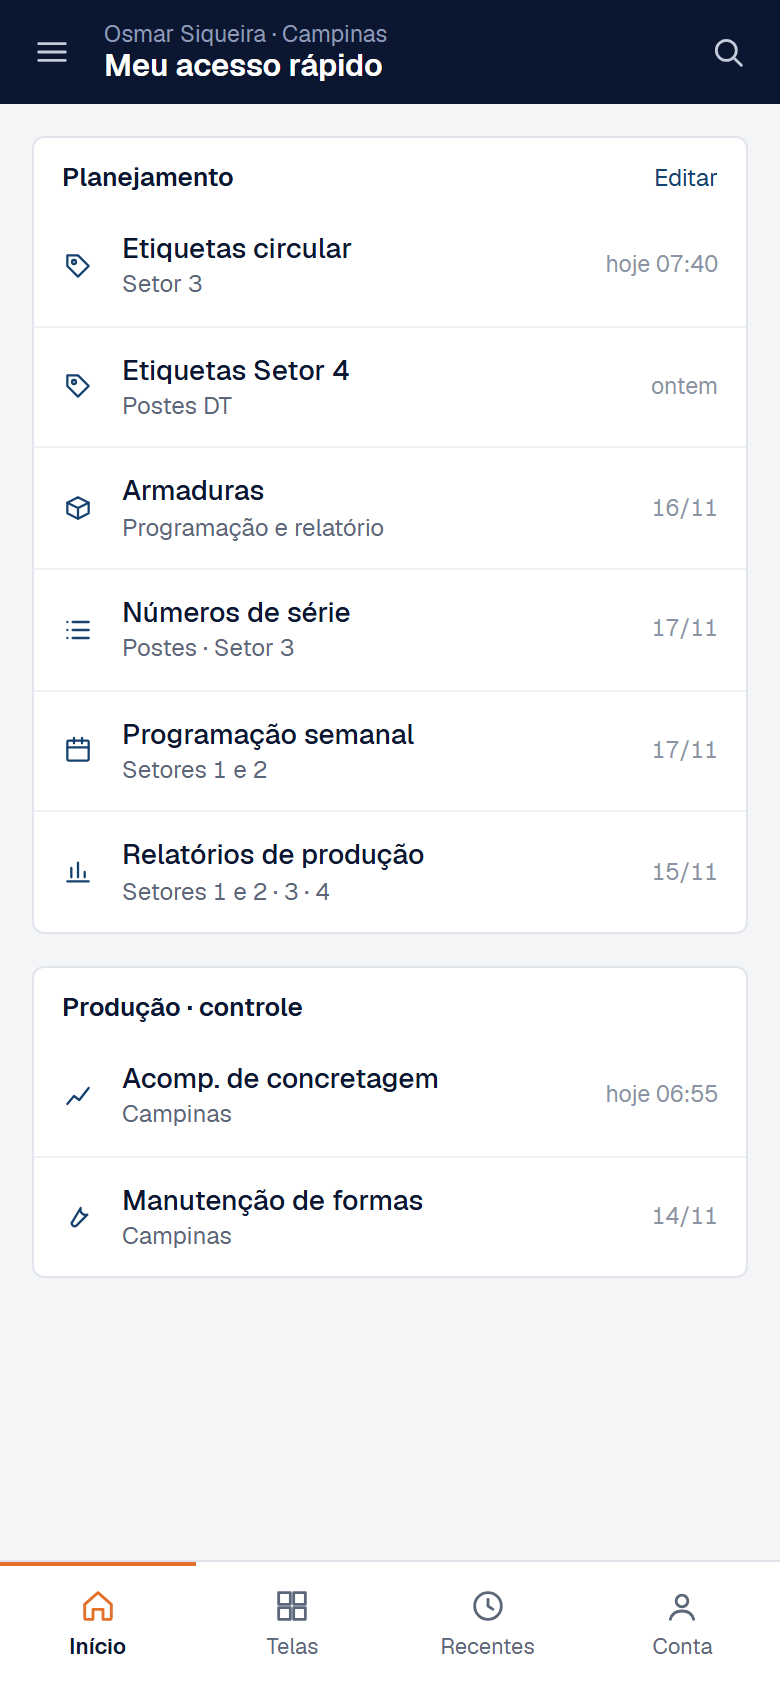 Osmar Siqueira · Campinas
Meu acesso rápido
Planejamento
Editar
Etiquetas circular
Setor 3
hoje 07:40
Etiquetas Setor 4
Postes DT
ontem
Armaduras
Programação e relatório
16/11
Números de série
Postes · Setor 3
17/11
Programação semanal
Setores 1 e 2
17/11
Relatórios de produção
Setores 1 e 2 · 3 · 4
15/11
Produção · controle
Acomp. de concretagem
Campinas
hoje 06:55
Manutenção de formas
Campinas
14/11
Início
Telas
Recentes
Conta